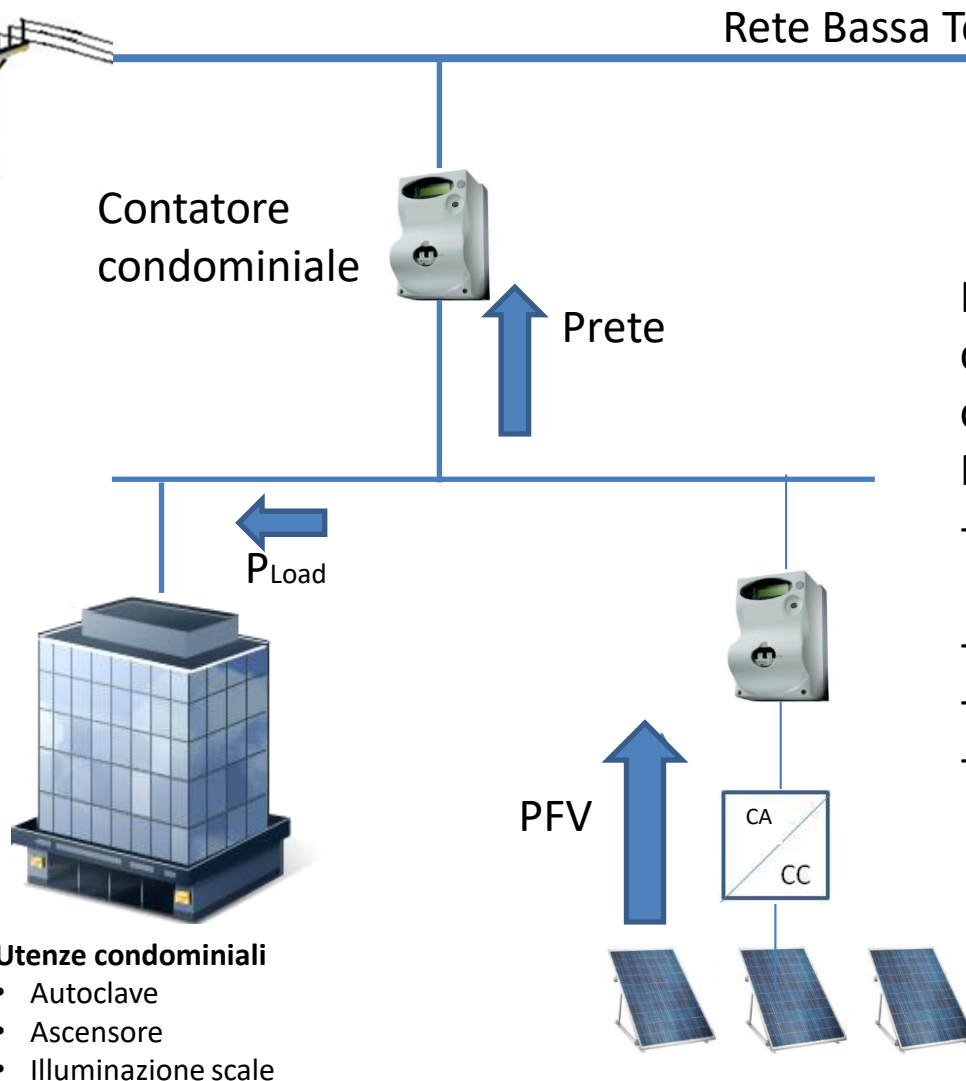 Rete Bassa
Contatore
condominiale
Prete
PLoad
PFV
CA
CC
Utenze condominiali
• Autoclave
• Ascensore
• Illuminazione scale
-
-
-
-